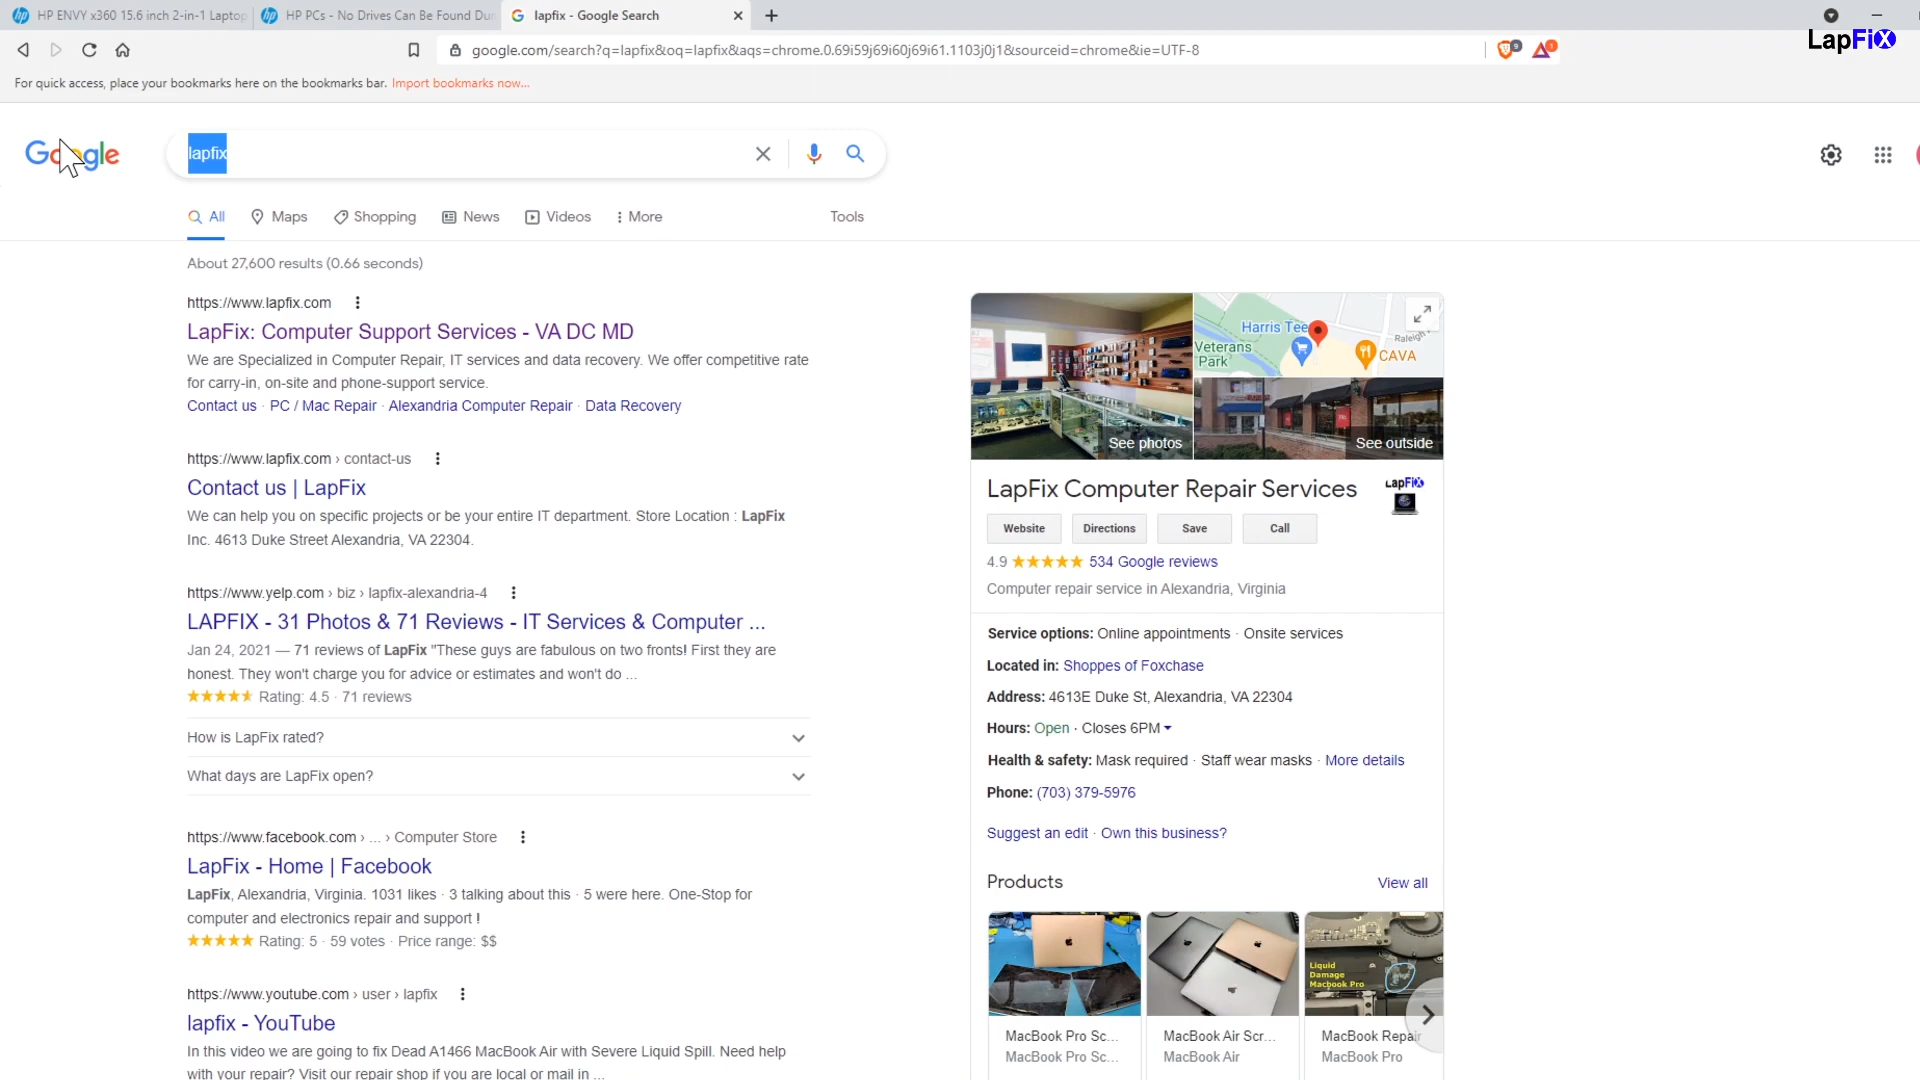 HP ENVY x360 15.6 inch 2-in-1 Laptop
HP PCs - No Drives Can Be Found Dur
lapfix - Google Search
google.com/search?q=lapfix&oq=lapfix&aqs=chrome.0.69i59j69i60j69i61.1103j0j1&sourceid=chrome&ie=UTF-8
LapFiX
For quick access, place your bookmarks here on the bookmarks bar. Import bookmarks now...
Google
lapfix
All Maps Shopping News Videos More Tools
About 27,600 results (0.66 seconds)
https://www.lapfix.com
LapFix: Computer Support Services - VA DC MD
We are Specialized in Computer Repair, IT services and data recovery. We offer competitive rate
for carry-in, on-site and phone-support service.
Contact us · PC / Mac Repair · Alexandria Computer Repair · Data Recovery
https://www.lapfix.com › contact-us
Contact us | LapFix
We can help you on specific projects or be your entire IT department. Store Location : LapFix
Inc. 4613 Duke Street Alexandria, VA 22304.
https://www.yelp.com › biz › lapfix-alexandria-4
LAPFIX - 31 Photos & 71 Reviews - IT Services & Computer ...
Jan 24, 2021 — 71 reviews of LapFix "These guys are fabulous on two fronts! First they are
honest. They won't charge you for advice or estimates and won't do ...
Rating: 4.5 · 71 reviews
How is LapFix rated?
What days are LapFix open?
https://www.facebook.com › ... › Computer Store
LapFix - Home | Facebook
LapFix, Alexandria, Virginia. 1031 likes · 3 talking about this · 5 were here. One-Stop for
computer and electronics repair and support !
Rating: 5 · 59 votes · Price range: $$
https://www.youtube.com › user › lapfix
lapfix - YouTube
In this video we are going to fix Dead A1466 MacBook Air with Severe Liquid Spill. Need help
with your repair? Visit our repair shop if you are local or mail in ...
Harris Tee
Raleigh
Veterans
Park
CAVA
See photos
See outside
LapFix Computer Repair Services
LapFiX
Website Directions Save Call
4.9 534 Google reviews
Computer repair service in Alexandria, Virginia
Service options: Online appointments · Onsite services
Located in: Shoppes of Foxchase
Address: 4613E Duke St, Alexandria, VA 22304
Hours: Open · Closes 6PM
Health & safety: Mask required · Staff wear masks · More details
Phone: (703) 379-5976
Suggest an edit · Own this business?
Products
View all
Liquid
Damage
Macbook Pro
MacBook Pro Sc... MacBook Air Scr... MacBook Repair
MacBook Pro Sc... MacBook Air MacBook Pro